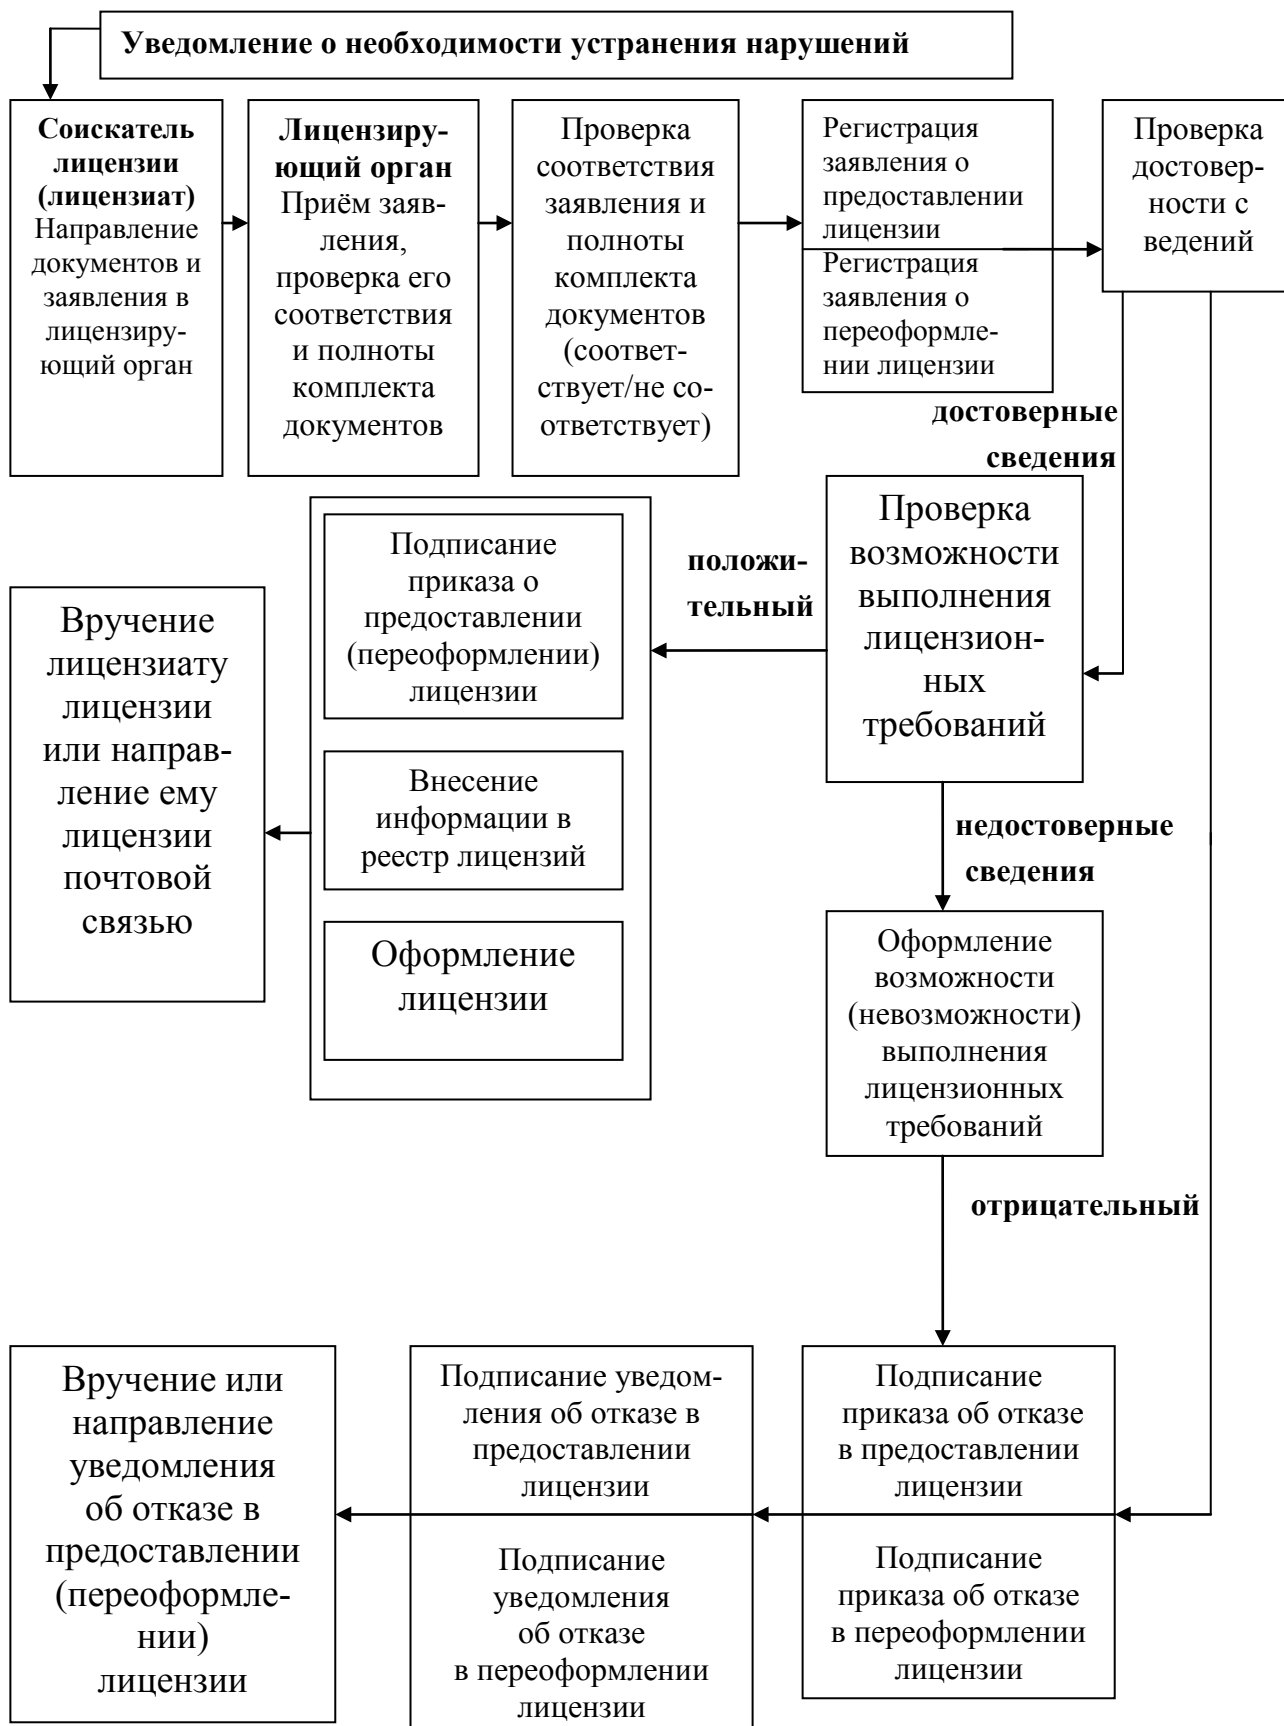 Уведомление о необходимости устранения нарушений
Соискатель
лицензии
(лицензиат)
Направление
документов и
заявления в
лицензиру-
ющий орган
Лицензиру-
ющий орган
Приём заяв-
ления,
проверка его
соответствия
и полноты
комплекта
документов
Проверка
соответствия
заявления и
полноты
комплекта
документов
(соответ-
ствует/не со-
ответствует)
Регистрация
заявления о
предоставлении
лицензии
Регистрация
заявления о
переоформле-
нии лицензии
Проверка
достовер-
ности с
ведений
достоверные
сведения
Проверка
возможности
выполнения
лицензион-
ных
требований
положи-
тельный
Подписание
приказа о
предоставлении
(переоформлении)
лицензии
Внесение
информации в
реестр лицензий
Оформление
лицензии
Вручение
лицензиату
лицензии
или направ-
ление ему
лицензии
почтовой
связью
недостоверные
сведения
Оформление
возможности
(невозможности)
выполнения
лицензионных
требований
отрицательный
Подписание
приказа об отказе
в предоставлении
лицензии
Подписание
приказа об отказе
в переоформлении
лицензии
Подписание уведом-
ления об отказе в
предоставлении
лицензии
Подписание
уведомления
об отказе
в переоформлении
лицензии
Вручение или
направление
уведомления
об отказе в
предоставлении
(переоформле-
нии)
лицензии